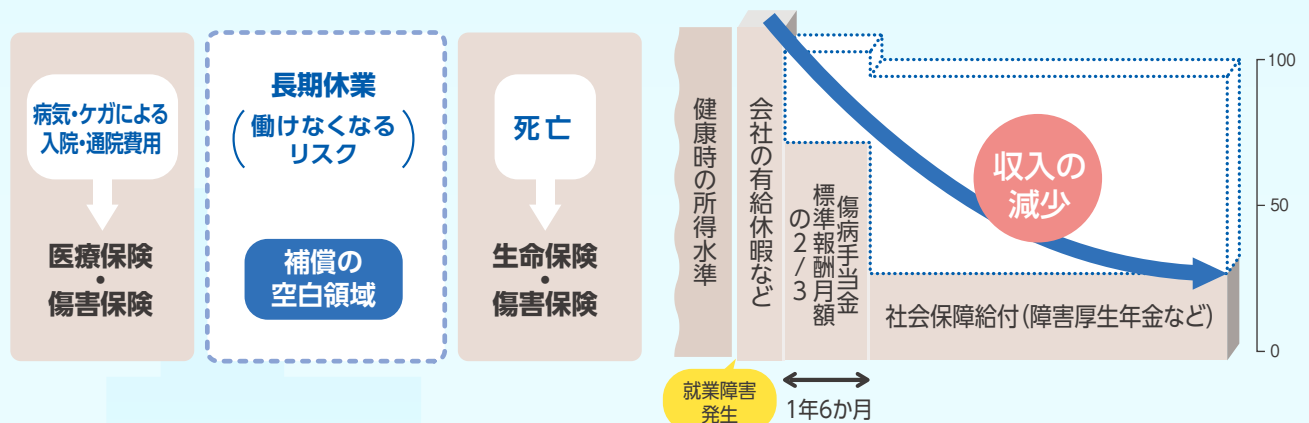 病気・ケガによる
入院・通院費用
医療保険
・
傷害保険
長期休業
(働けなくなる
リスク)
補償の
空白領域
死亡
生命保険
・
傷害保険
健康時の所得水準
会社の有給休暇など
傷病手当金
標準報酬月額
の2/3
収入の
減少
社会保障給付(障害厚生年金など)
100
50
0
就業障害
発生
1年6か月